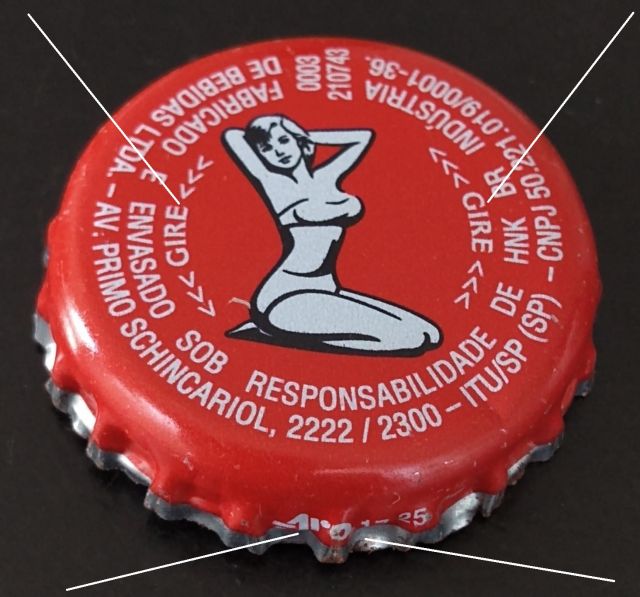 FABRICADO E ENVASADO SOB RESPONSABILIDADE DE HNK BR INDÚSTRIA
DE BEBIDAS LTDA. – AV. PRIMO SCHINCARIOL, 2222 / 2300 – ITU/SP (SP) – CNPJ 50.221.019/0001-36.
0003
210743
<<< GIRE >>>
<<< GIRE >>>
Aro